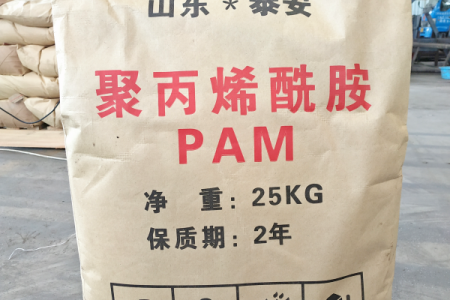 山东*泰安
聚丙烯酰胺
PAM
净 重: 25KG
保质期: 2年